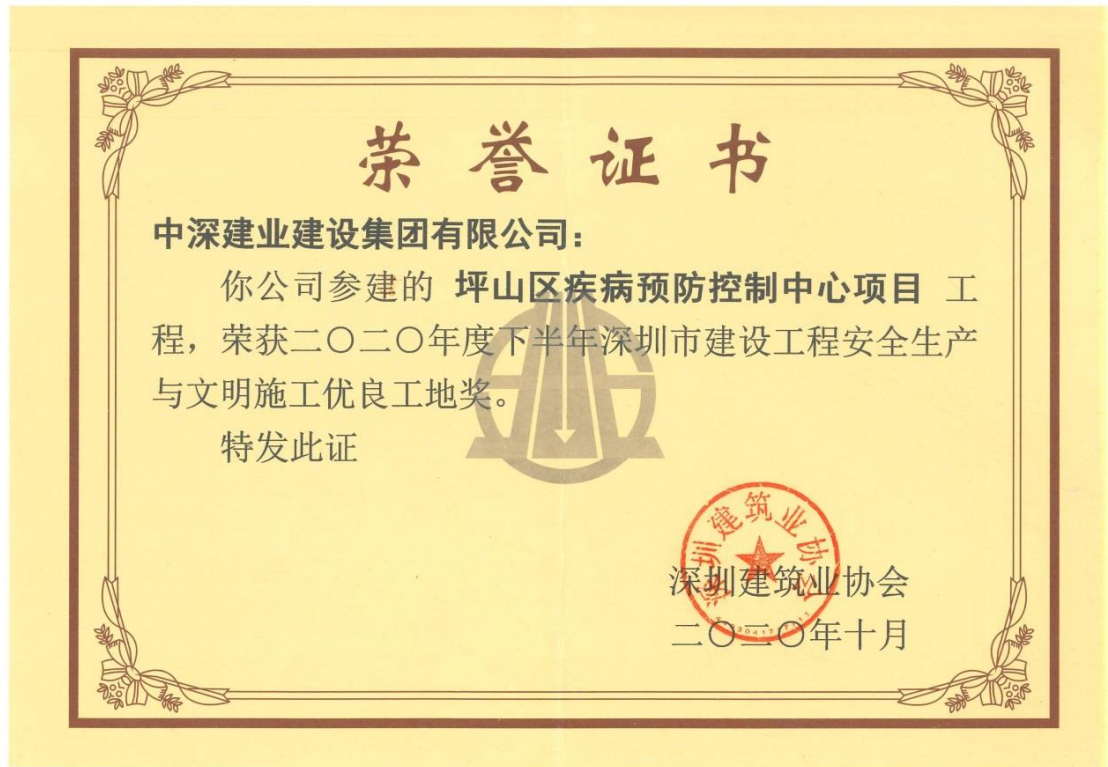 荣誉证书
中深建业建设集团有限公司：
你公司参建的 坪山区疾病预防控制中心项目 工
程，荣获二〇二〇年度下半年深圳市建设工程安全生产
与文明施工优良工地奖。
特发此证
深圳建筑业协会
深圳建筑业协会
二〇二〇年十月